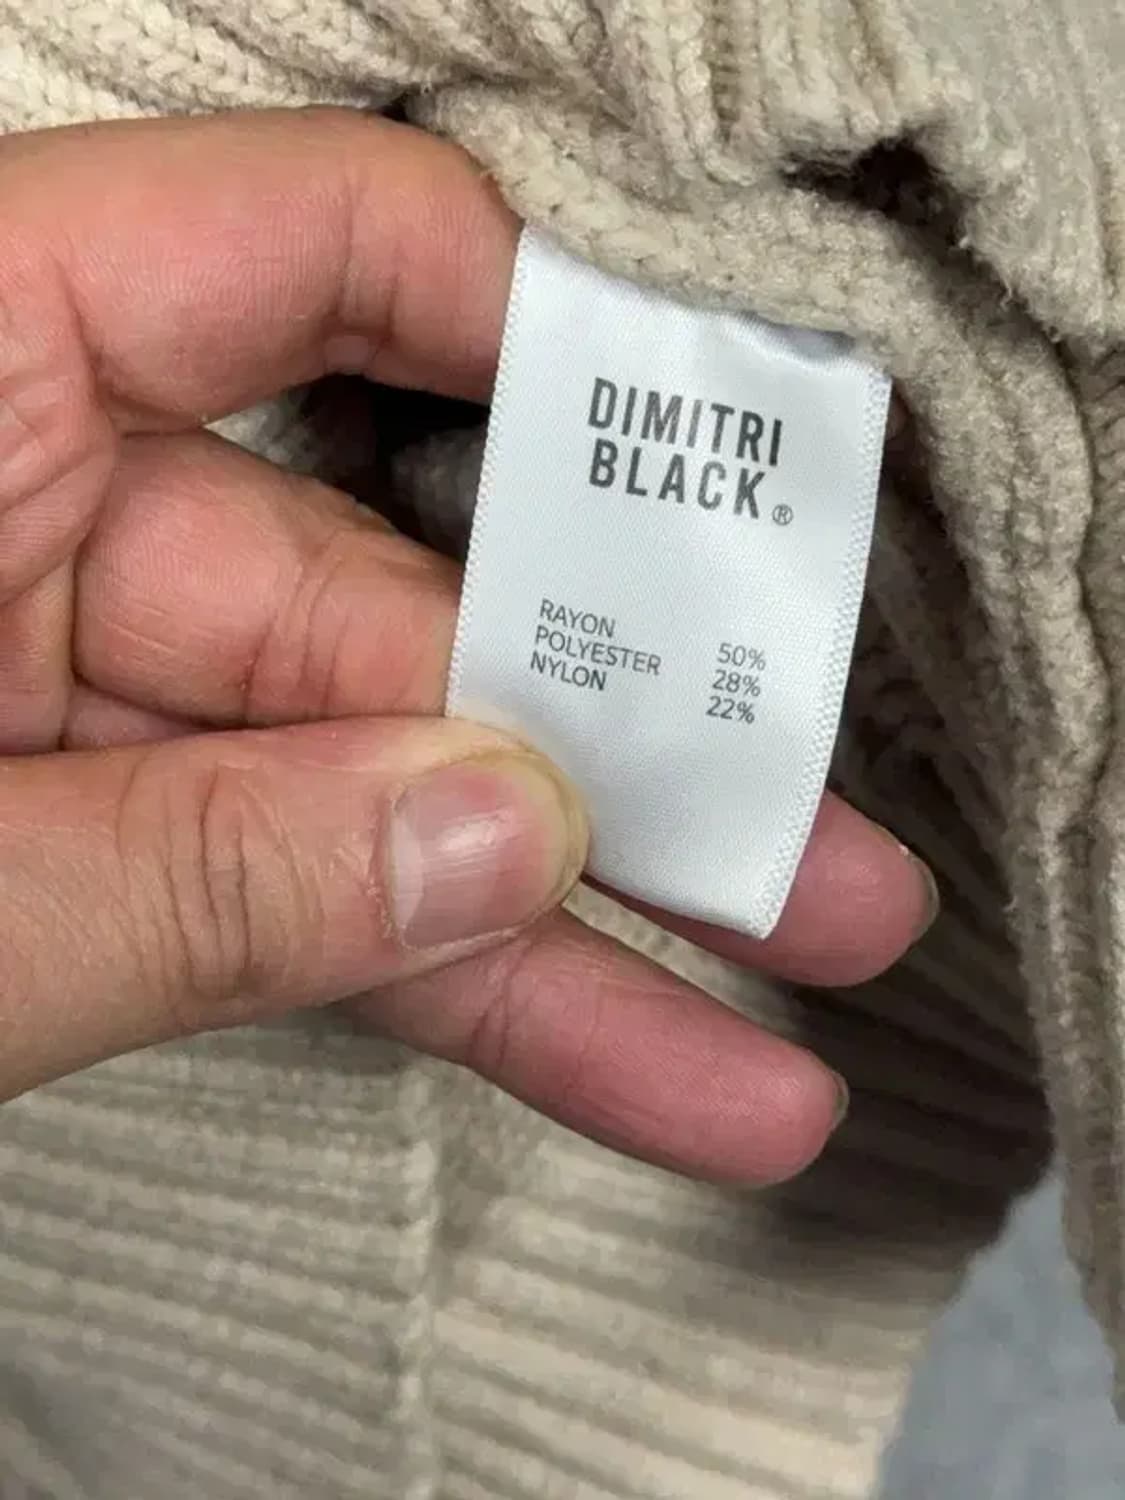 DIMITRI
BLACK®
RAYON 50%
POLYESTER 28%
NYLON 22%